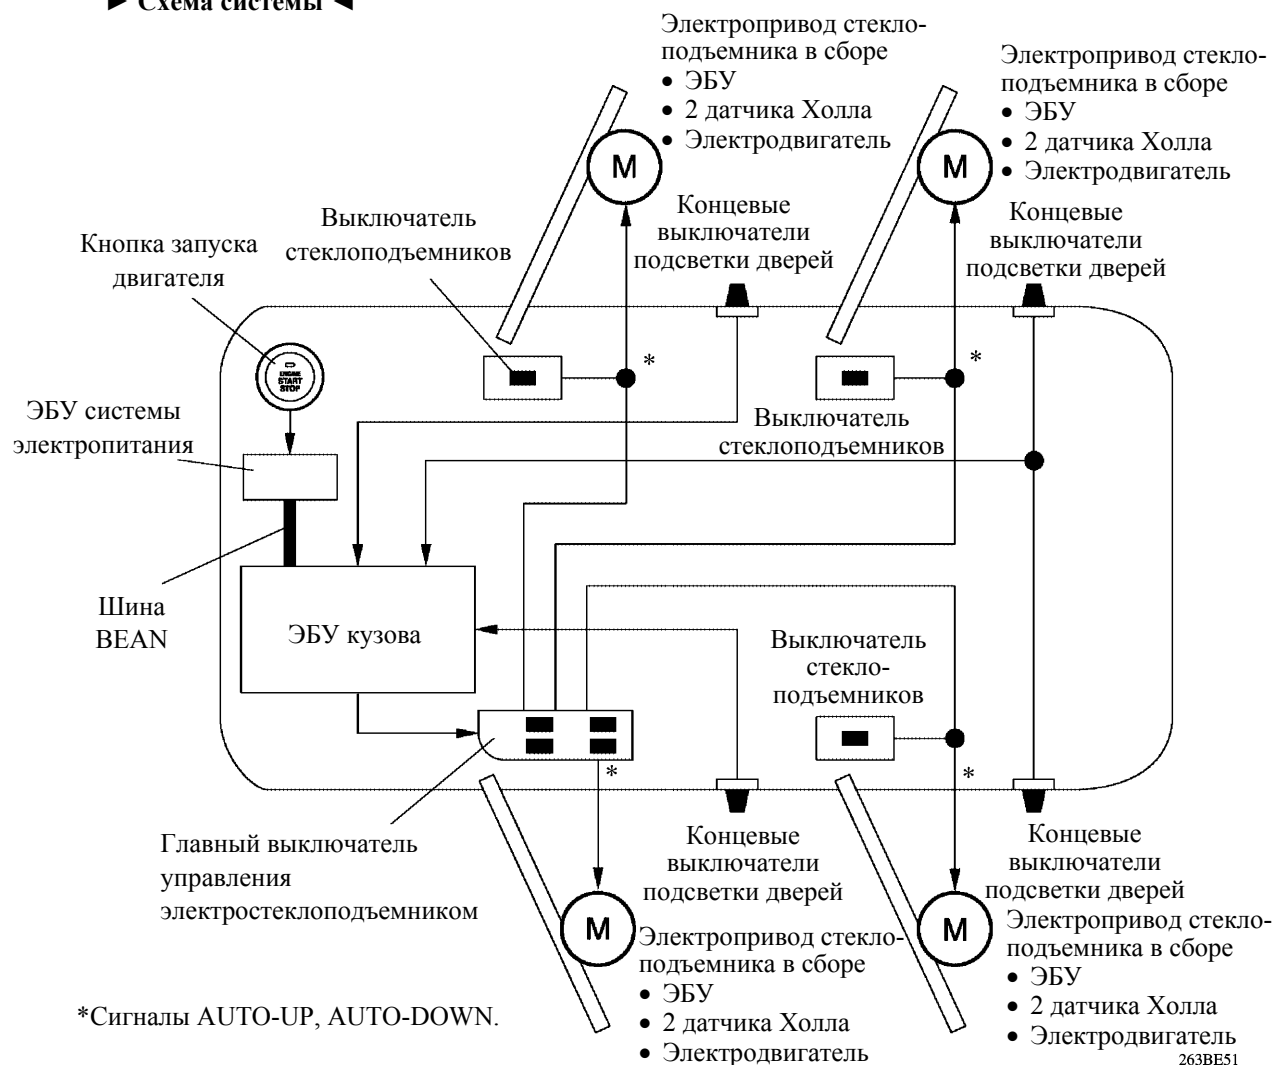 ► Схема системы ◄
Электропривод стекло-
подъемника в сборе
• ЭБУ
• 2 датчика Холла
• Электродвигатель
Электропривод стекло-
подъемника в сборе
• ЭБУ
• 2 датчика Холла
• Электродвигатель
M
M
Выключатель
стеклоподъемников
Концевые
выключатели
подсветки дверей
Концевые
выключатели
подсветки дверей
Кнопка запуска
двигателя
*
*
ENGINE
START
STOP
ЭБУ системы
электропитания
Выключатель
стеклоподъемников
Шина
BEAN
ЭБУ кузова
Выключатель
стекло-
подъемников
*
*
Главный выключатель
управления
электростеклоподъемником
Концевые
выключатели
подсветки дверей
Концевые
выключатели
подсветки дверей
M
M
Электропривод стекло-
подъемника в сборе
• ЭБУ
• 2 датчика Холла
• Электродвигатель
Электропривод стекло-
подъемника в сборе
• ЭБУ
• 2 датчика Холла
• Электродвигатель
*Сигналы AUTO-UP, AUTO-DOWN.
263BE51